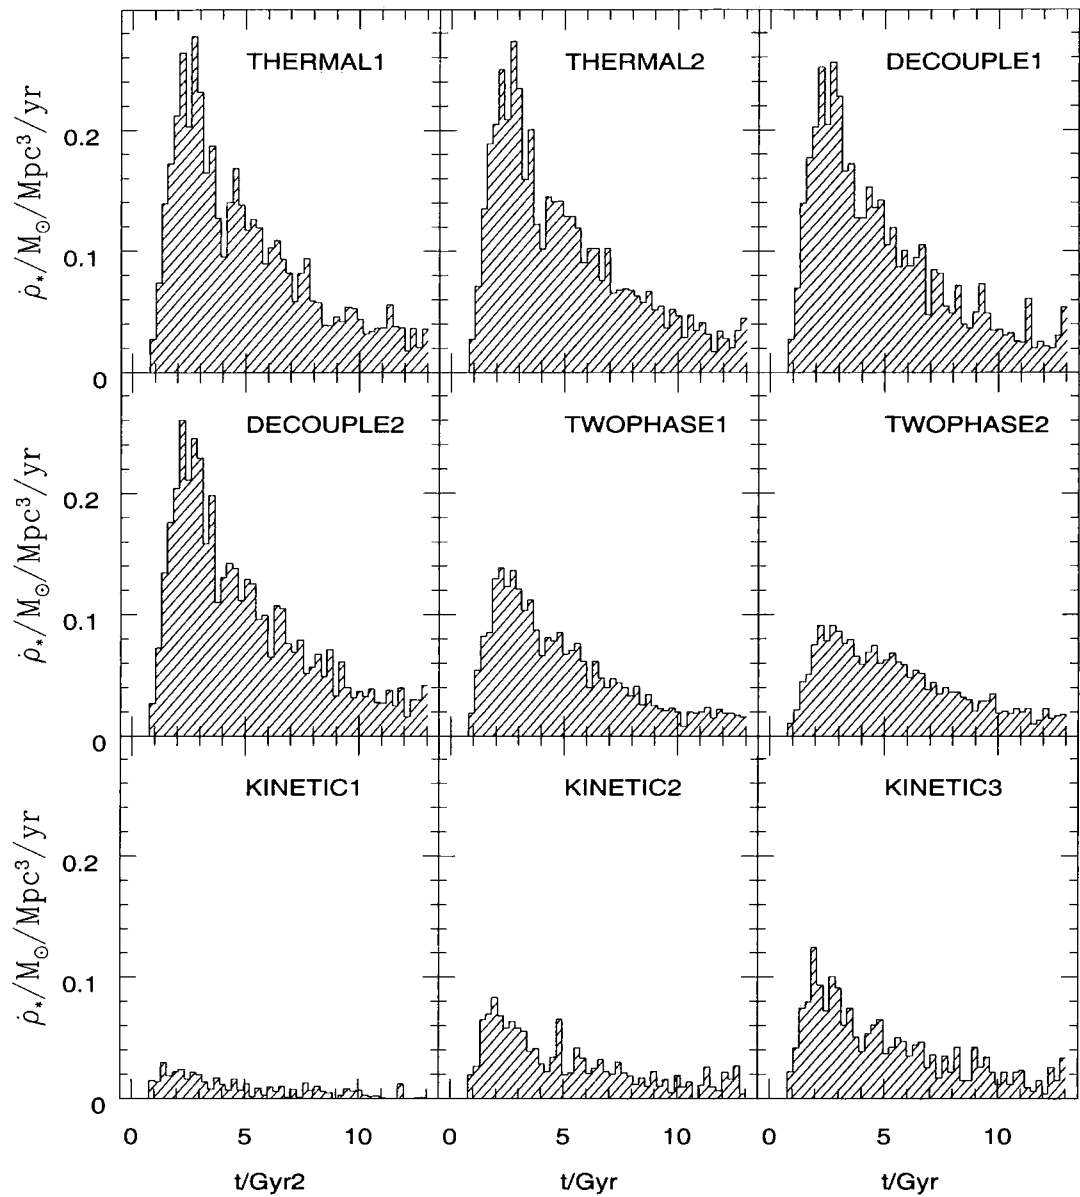 THERMAL1 THERMAL2 DECOUPLE1
0.2
0.1
0
ρ̇*/M⊙/Mpc³/yr
DECOUPLE2 TWOPHASE1 TWOPHASE2
0.2
0.1
0
ρ̇*/M⊙/Mpc³/yr
KINETIC1 KINETIC2 KINETIC3
0.2
0.1
0
ρ̇*/M⊙/Mpc³/yr
0 5 10 0 5 10 0 5 10
t/Gyr2 t/Gyr t/Gyr